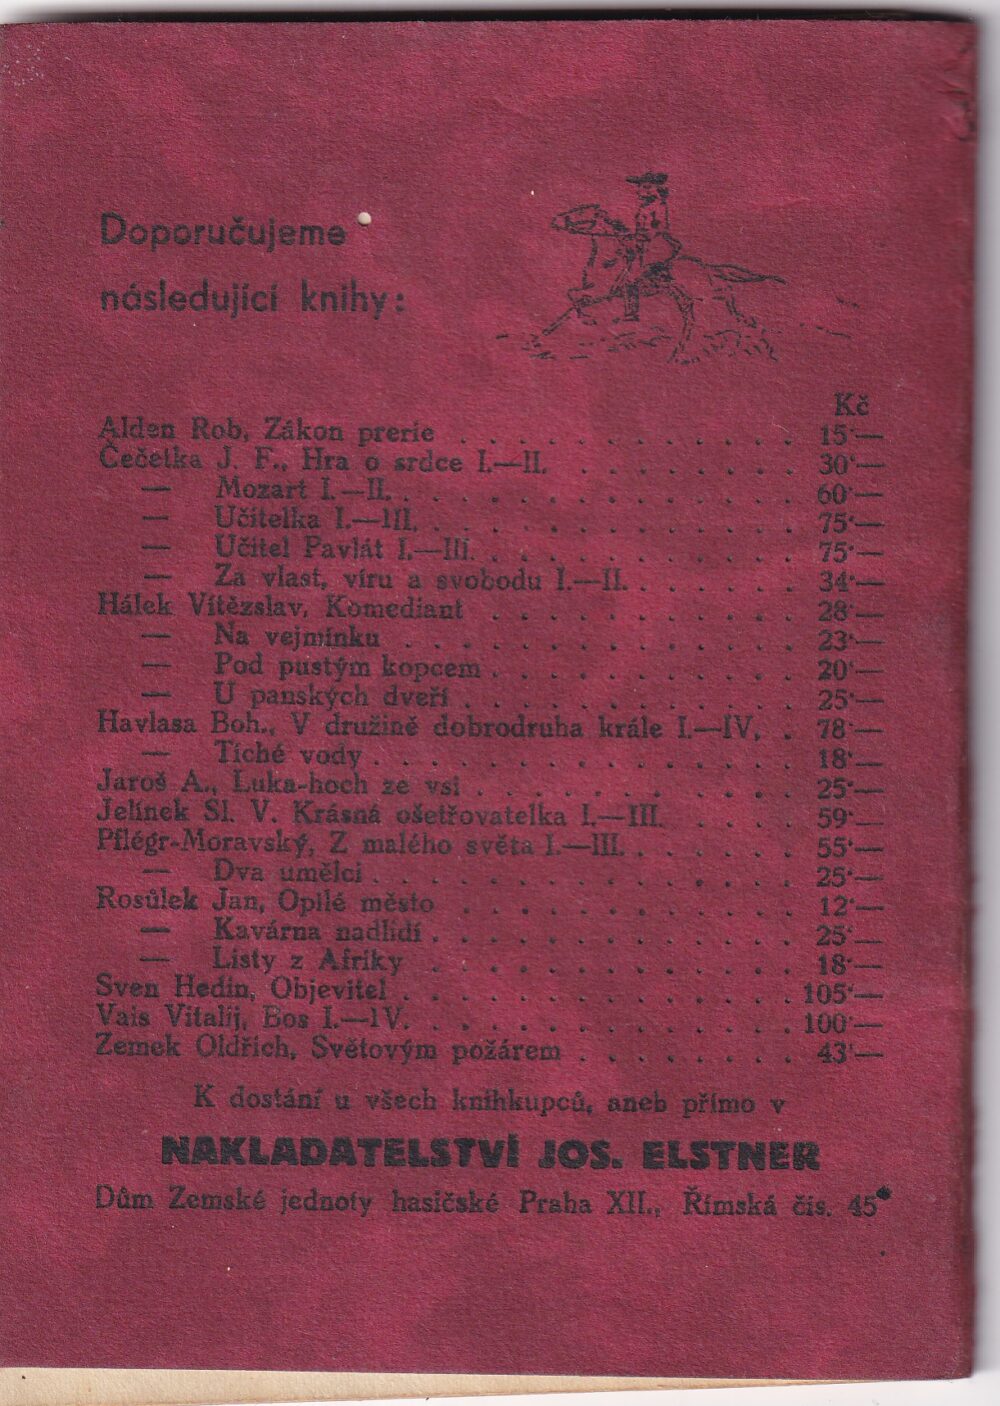 Doporučujeme
následující knihy:
Kč
Alden Rob, Zákon prerie . . . . . . . . . . . . 15·—
Čečetka J. F., Hra o srdce I.—II. . . . . . . . . 30·—
— Mozart I.—II. . . . . . . . . . . . . . 60·—
— Učitelka I.—III. . . . . . . . . . . . . 75·—
— Učitel Pavlát I.—III. . . . . . . . . . . 75·—
— Za vlast, víru a svobodu I.—II. . . . . . . 34·—
Hálek Vítězslav, Komediant . . . . . . . . . . . 28·—
— Na vejmínku . . . . . . . . . . . . . . 23·—
— Pod pustým kopcem . . . . . . . . . . . 20·—
— U panských dveří . . . . . . . . . . . . 25·—
Havlasa Boh., V družině dobrodruha krále I.—IV. . 78·—
— Tiché vody . . . . . . . . . . . . . . . 18·—
Jaroš A., Luka-hoch ze vsi . . . . . . . . . . . 25·—
Jelínek Sl. V. Krásná ošetřovatelka I.—III. . . . . 59·—
Pflégr-Moravský, Z malého světa I.—III. . . . . . . 55·—
— Dva umělci . . . . . . . . . . . . . . . 25·—
Rosůlek Jan, Opilé město . . . . . . . . . . . . 12·—
— Kavárna nadlidí . . . . . . . . . . . . . 25·—
— Listy z Afriky . . . . . . . . . . . . . 18·—
Sven Hedin, Objevitel . . . . . . . . . . . . . 105·—
Vais Vitalij, Bos I.—IV. . . . . . . . . . . . . 100·—
Zemek Oldřich, Světovým požárem . . . . . . . . 43·—
K dostání u všech knihkupců, aneb přímo v
NAKLADATELSTVÍ JOS. ELSTNER
Dům Zemské jednoty hasičské Praha XII., Římská čis. 45